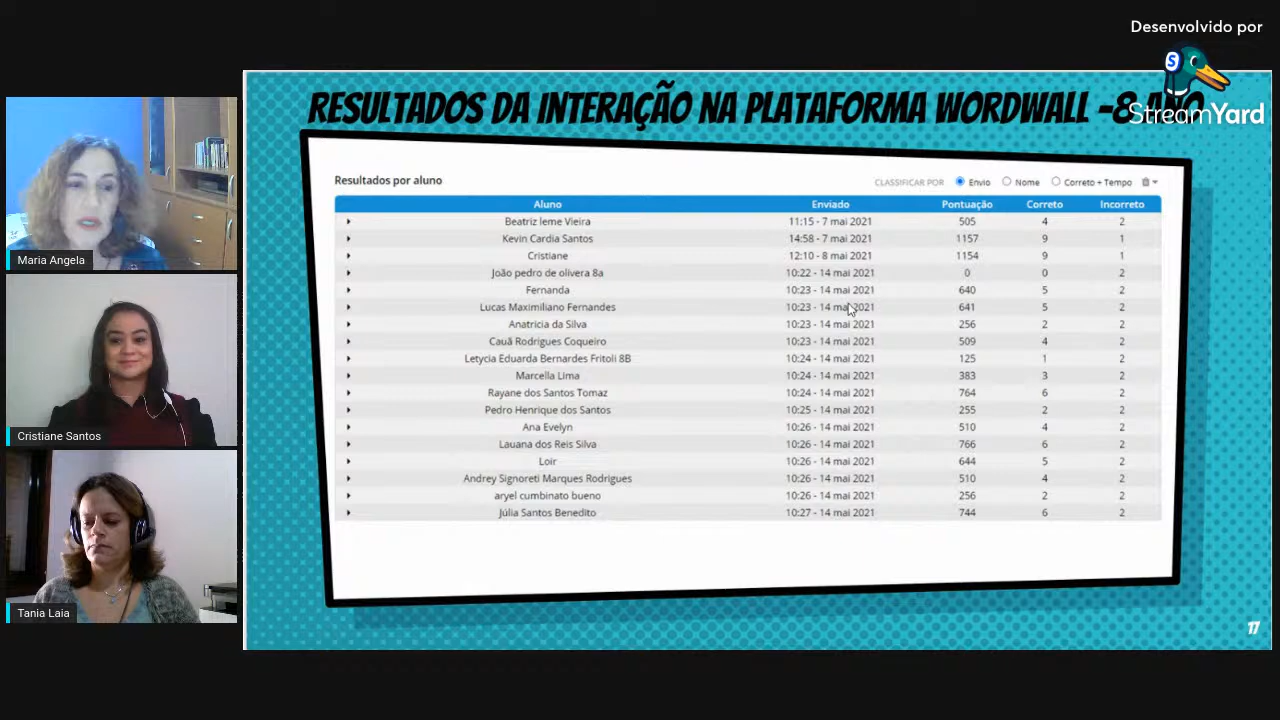 Desenvolvido por
StreamYard
RESULTADOS DA INTERAÇÃO NA PLATAFORMA WORDWALL -8 ANO
Resultados por aluno
CLASSIFICAR POR Envio Nome Correto + Tempo
Aluno Enviado Pontuação Correto Incorreto
Beatriz leme Vieira 11:15 - 7 mai 2021 505 4 2
Kevin Cardia Santos 14:58 - 7 mai 2021 1157 9 1
Cristiane 12:10 - 8 mai 2021 1154 9 1
João pedro de olivera 8a 10:22 - 14 mai 2021 0 0 2
Fernanda 10:23 - 14 mai 2021 640 5 2
Lucas Maximiliano Fernandes 10:23 - 14 mai 2021 641 5 2
Anatricia da Silva 10:23 - 14 mai 2021 256 2 2
Cauã Rodrigues Coqueiro 10:23 - 14 mai 2021 509 4 2
Letycia Eduarda Bernardes Fritoli 8B 10:24 - 14 mai 2021 125 1 2
Marcella Lima 10:24 - 14 mai 2021 383 3 2
Rayane dos Santos Tomaz 10:24 - 14 mai 2021 764 6 2
Pedro Henrique dos Santos 10:25 - 14 mai 2021 255 2 2
Ana Evelyn 10:26 - 14 mai 2021 510 4 2
Lauana dos Reis Silva 10:26 - 14 mai 2021 766 6 2
Loir 10:26 - 14 mai 2021 644 5 2
Andrey Signoreti Marques Rodrigues 10:26 - 14 mai 2021 510 4 2
aryel cumbinato bueno 10:26 - 14 mai 2021 256 2 2
Júlia Santos Benedito 10:27 - 14 mai 2021 744 6 2
17
Maria Angela
Cristiane Santos
Tania Laia